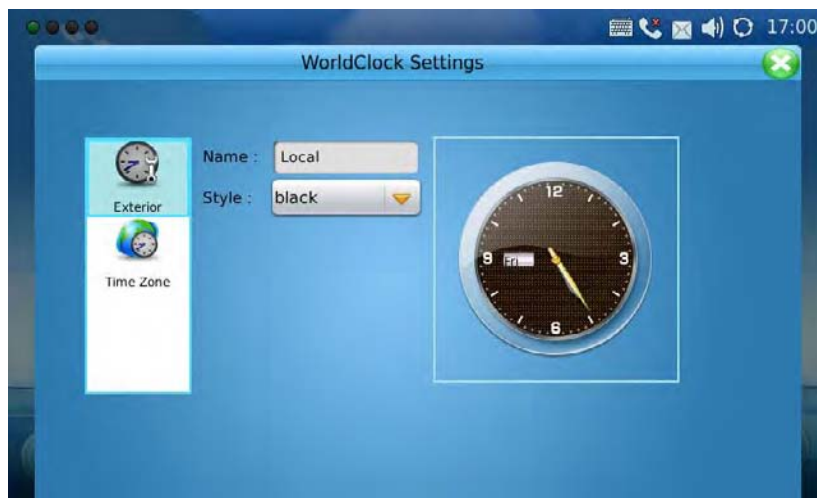 17:00
WorldClock Settings
Name : Local
Style : black
Exterior
Time Zone
12
9 Fri 3
6